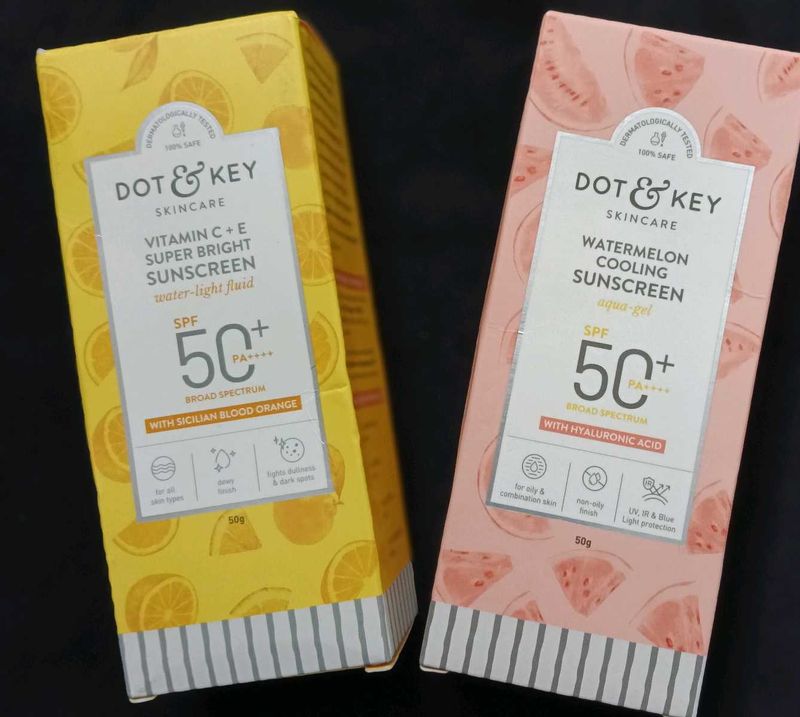 DERMATOLOGICALLY TESTED
100% SAFE
DOT & KEY
SKINCARE
VITAMIN C + E
SUPER BRIGHT
SUNSCREEN
water-light fluid
SPF
50+
PA++++
BROAD SPECTRUM
WITH SICILIAN BLOOD ORANGE
for all
skin types
dewy
finish
fights dullness
& dark spots
50g
DERMATOLOGICALLY TESTED
100% SAFE
DOT & KEY
SKINCARE
WATERMELON
COOLING
SUNSCREEN
aqua-gel
SPF
50+
PA++++
BROAD SPECTRUM
WITH HYALURONIC ACID
for oily &
combination skin
non-oily
finish
IR
UV, IR & Blue
Light protection
50g